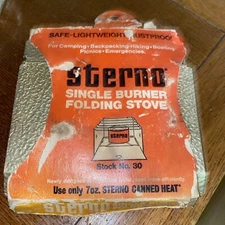 SAFE-LIGHTWEIGHT-RUSTPROOF
For Camping-Backpacking-Hiking-Boating
Picnics-Emergencies.
sterno
SINGLE BURNER
FOLDING STOVE
sterno
Stock No. 30
Use only 7oz. STERNO CANNED HEAT
sterno